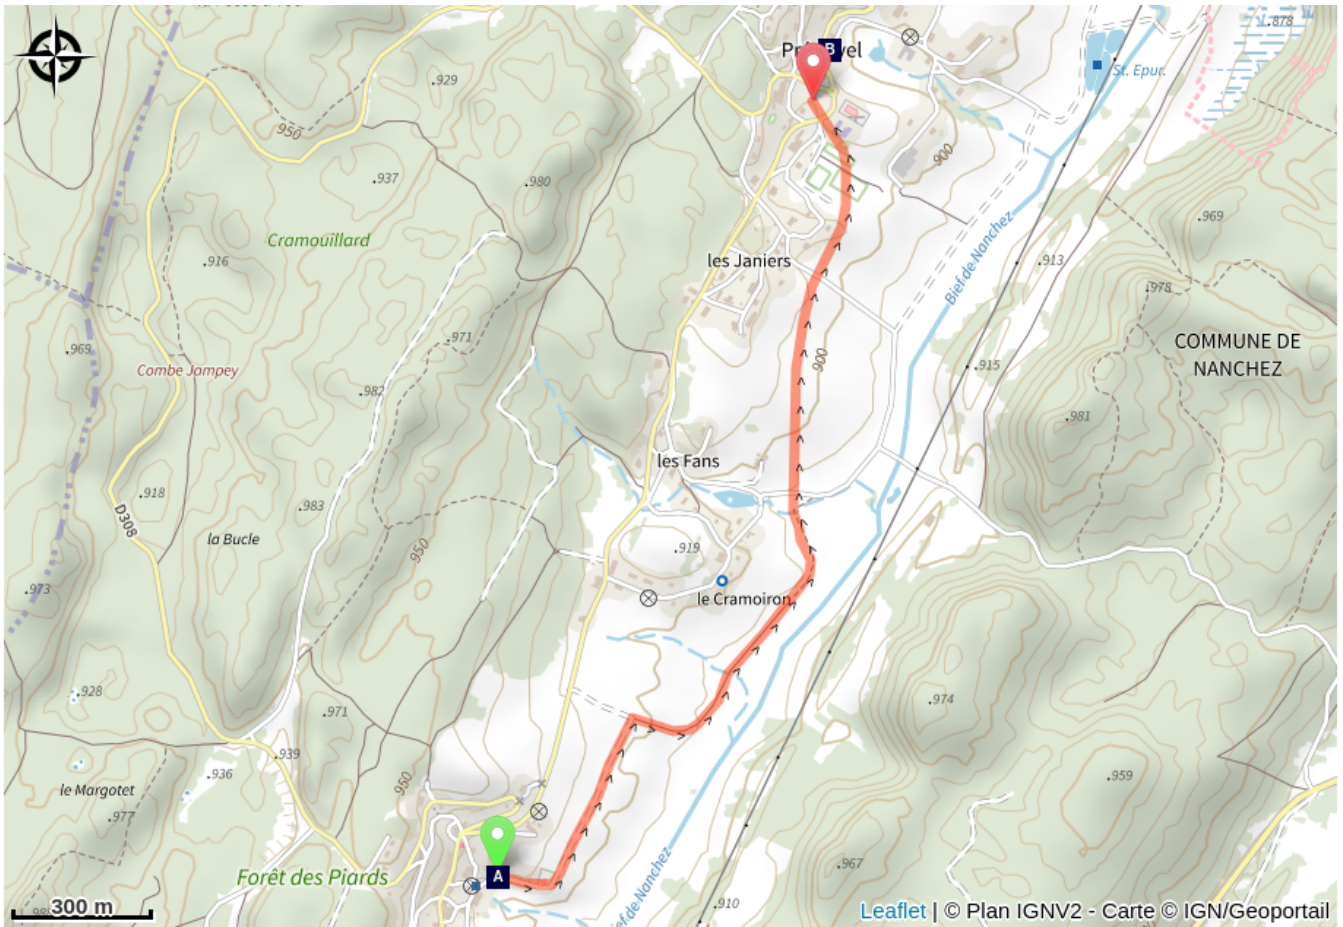 .878
Pr
B
vel
St. Epur.
.929
950
900
.937
.980
Cramouillard
.969
.916
les Janiers
Bief de Nanchez
.913
.978
.969
.971
900
COMMUNE DE
NANCHEZ
Combe Jampey
.915
.982
.981
les Fans
.918
.983
D308
la Bucle
950
.919
.973
le Cramoiron
.928
.971
.974
.939
.936
950
le Margotet
.959
.977
.967
A
Forêt des Piards
Bief de Nanchez
.910
300 m
Leaflet | © Plan IGNV2 - Carte © IGN/Geoportail